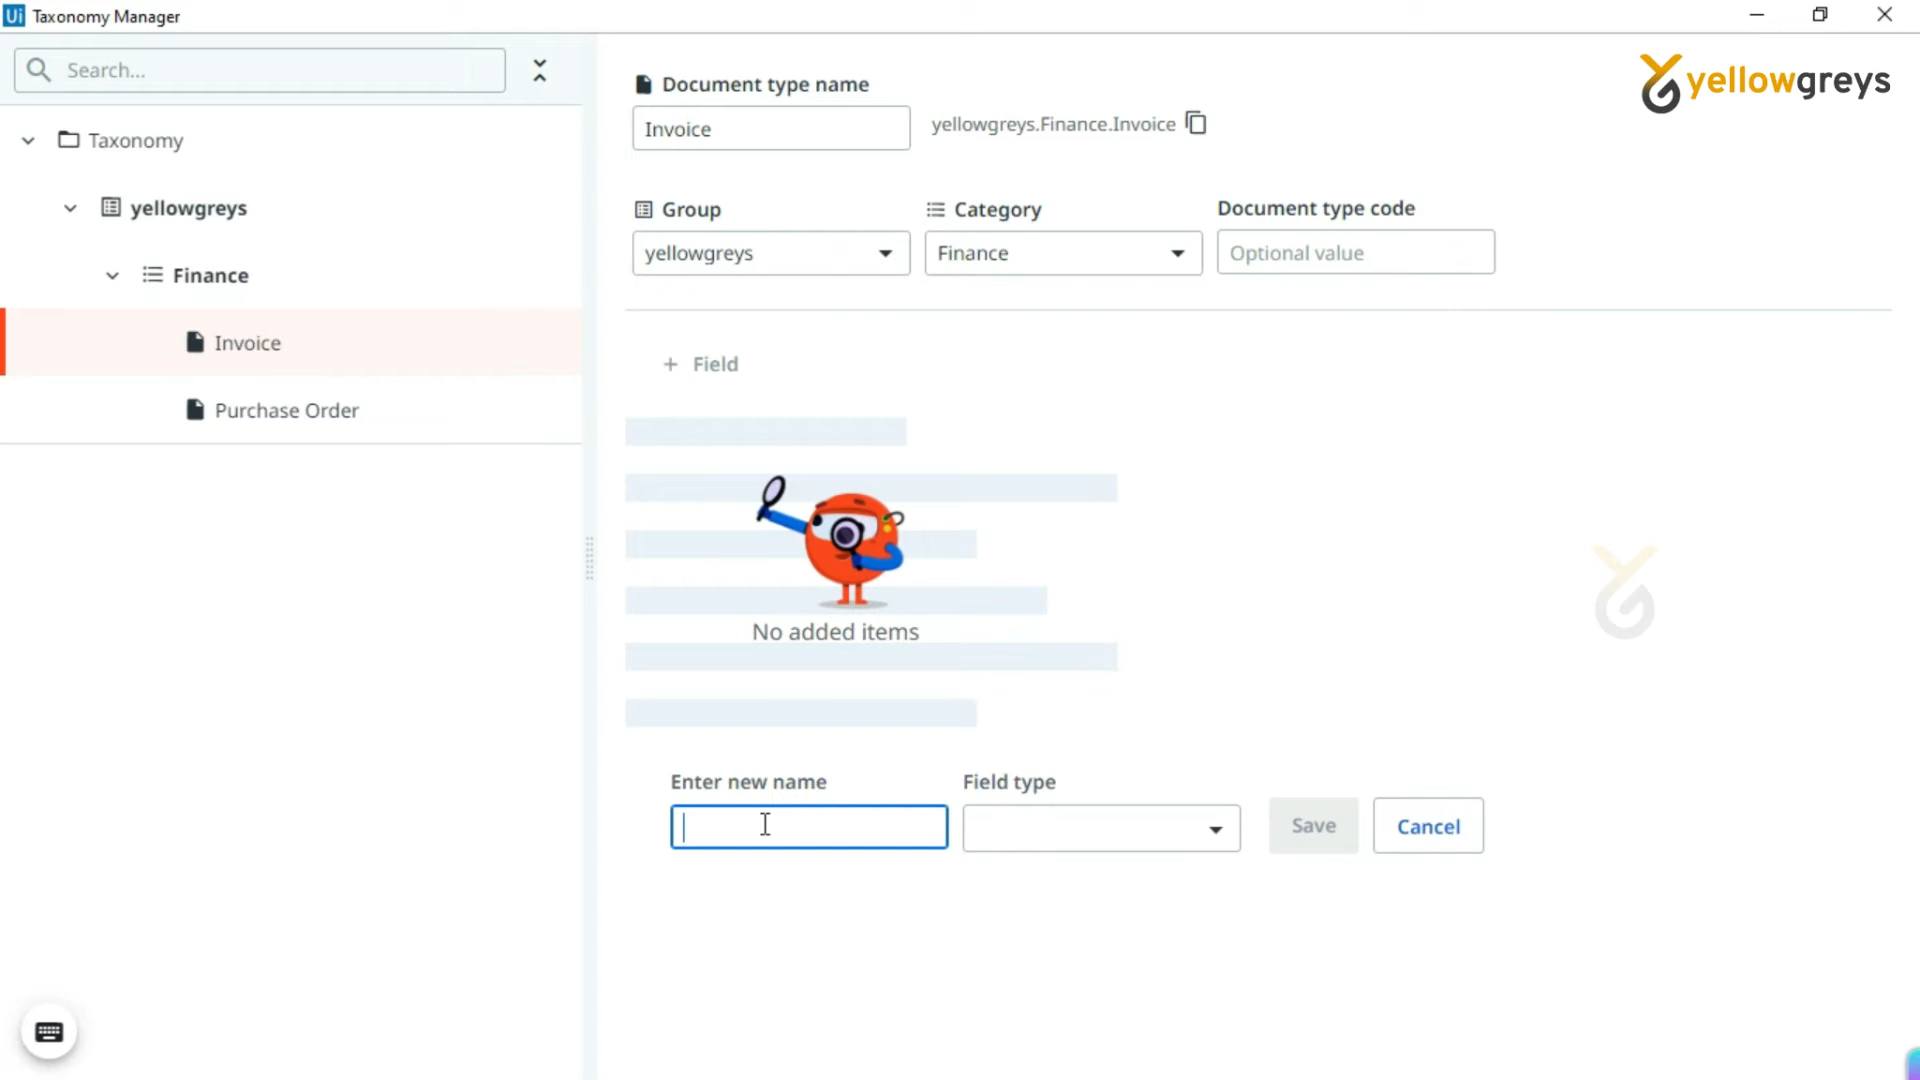 Ui Taxonomy Manager
Search...
Taxonomy
yellowgreys
Finance
Invoice
Purchase Order
yellowgreys
Document type name
Invoice
yellowgreys.Finance.Invoice
Group
Category
Document type code
yellowgreys
Finance
Optional value
+ Field
No added items
Enter new name
Field type
Save
Cancel